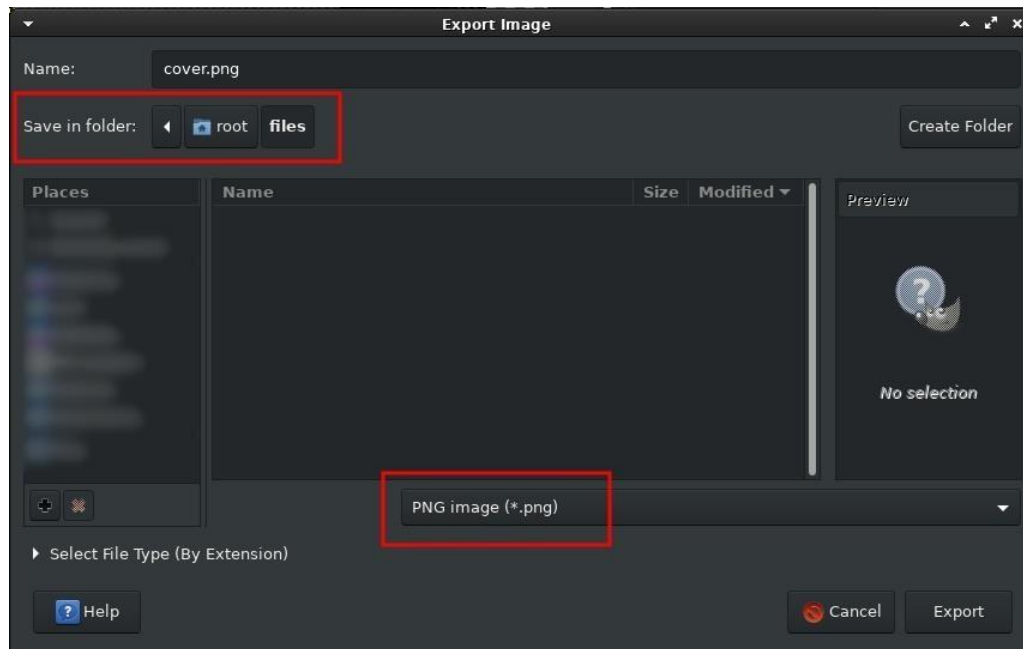 Export Image
Name: cover.png
Save in folder: root files
Create Folder
Places Name Size Modified Preview
No selection
PNG image (*.png)
Select File Type (By Extension)
Help Cancel Export